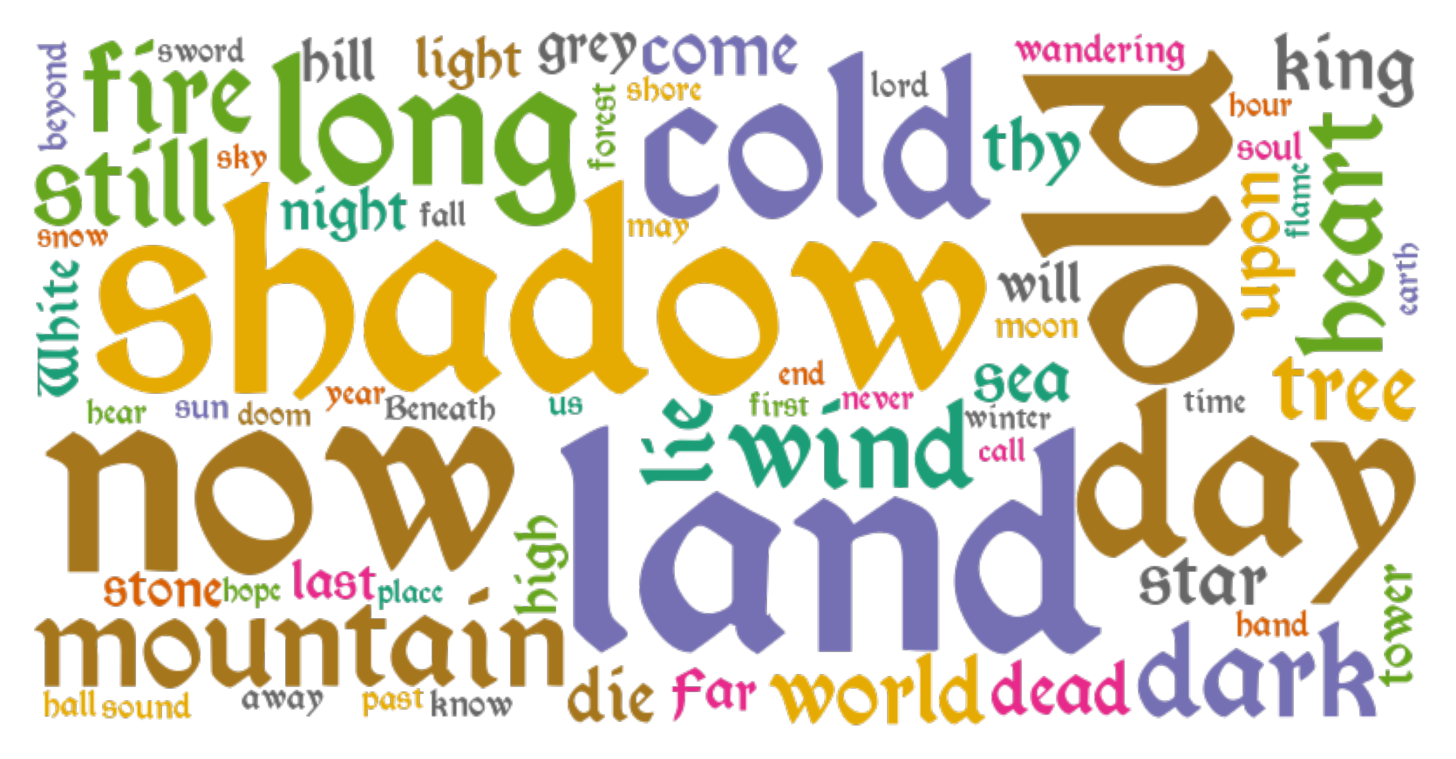 beyond
fire
sword
hill
light
grey
come
wandering
king
long
shore
lord
old
hour
still
sky
forest
cold
thy
soul
heart
night
fall
upon
flame
snow
shadow
may
White
will
moon
earth
hear
sun
doom
year
Beneath
us
end
first
never
sea
tree
time
now
lie
wind
winter
call
land
day
stone
hope
last
place
high
star
tower
mountain
hand
hall
sound
away
past
know
die
Far
world
dead
dark